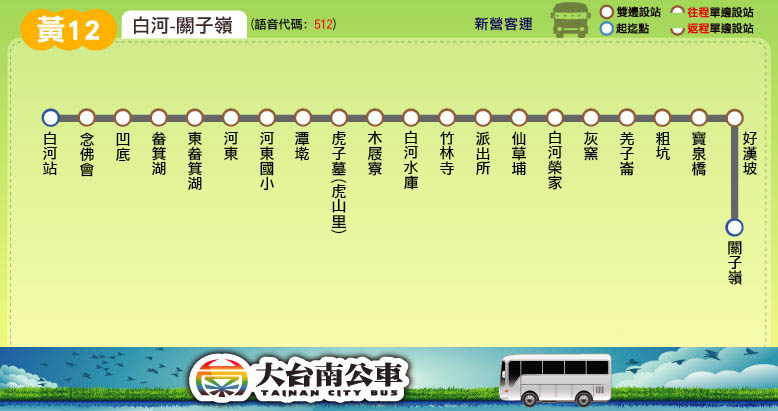 黃12
白河-關子嶺
(語音代碼: 512)
新營客運
雙邊設站
往程單邊設站
起迄點
返程單邊設站
白河站
念佛會
凹底
畚箕湖
東畚箕湖
河東
河東國小
潭墘
虎子墓(虎山里)
木屐寮
白河水庫
竹林寺
派出所
仙草埔
白河榮家
灰窯
羌子崙
粗坑
寶泉橋
好漢坡
關子嶺
大台南公車
TAINAN CITY BUS